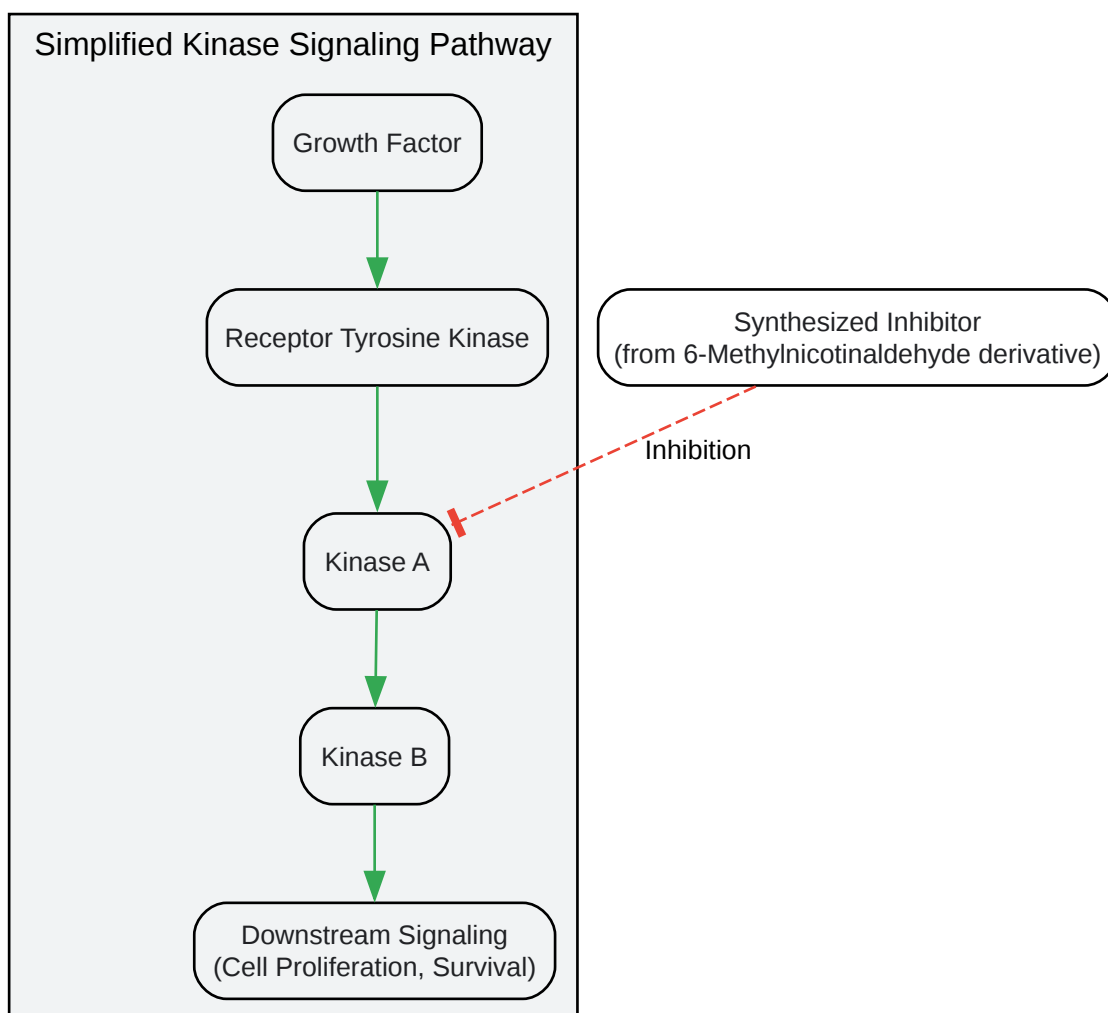 Simplified Kinase Signaling Pathway
Growth Factor
Receptor Tyrosine Kinase
Synthesized Inhibitor
(from 6-Methylnicotinaldehyde derivative)
Inhibition
Kinase A
Kinase B
Downstream Signaling
(Cell Proliferation, Survival)